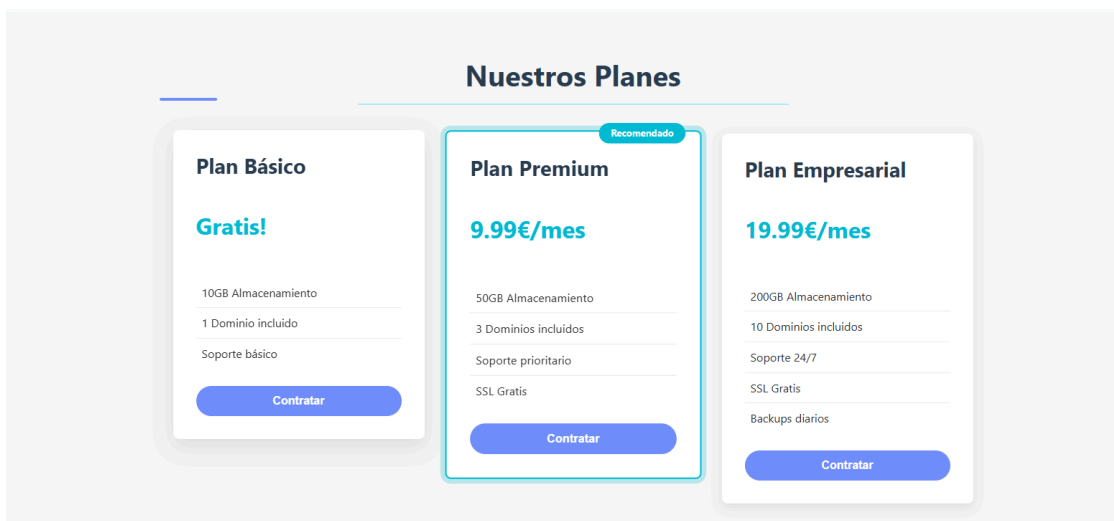 Nuestros Planes
Plan Básico
Gratis!
10GB Almacenamiento
1 Dominio incluido
Soporte básico
Contratar
Recomendado
Plan Premium
9.99€/mes
50GB Almacenamiento
3 Dominios incluidos
Soporte prioritario
SSL Gratis
Contratar
Plan Empresarial
19.99€/mes
200GB Almacenamiento
10 Dominios incluidos
Soporte 24/7
SSL Gratis
Backups diarios
Contratar